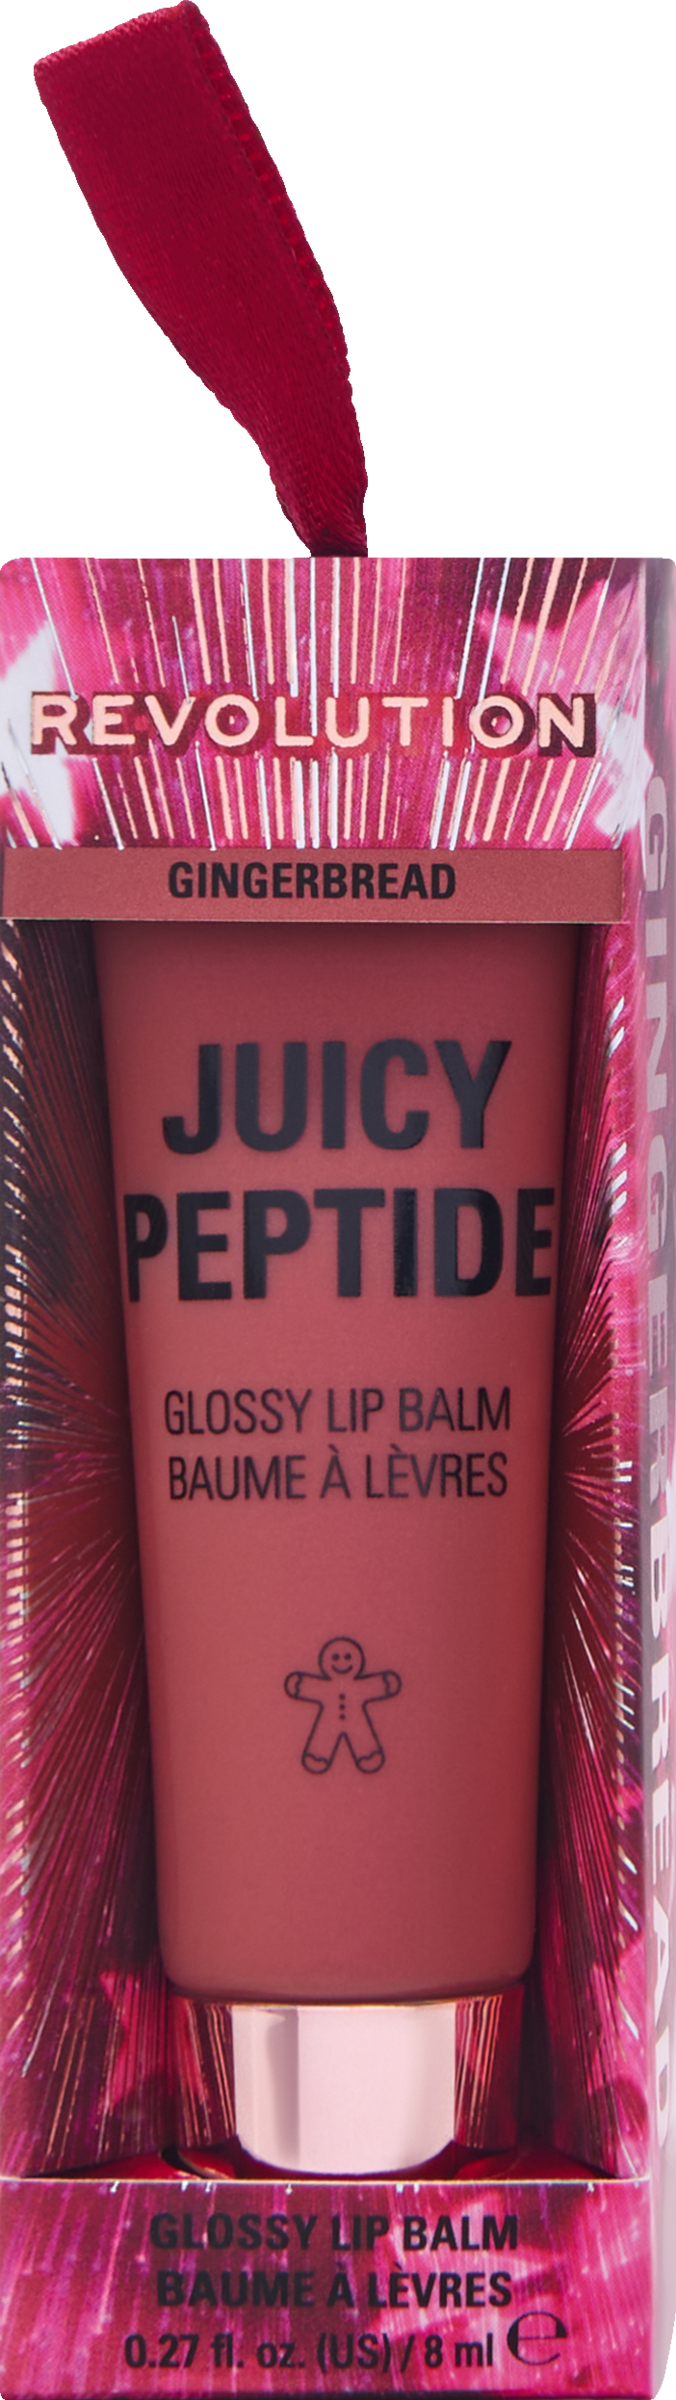 REVOLUTION
GINGERBREAD
JUICY
PEPTIDE
GLOSSY LIP BALM
BAUME À LÈVRES
GLOSSY LIP BALM
BAUME À LÈVRES
0.27 fl. oz. (US) / 8 ml ℮
GINGERBREAD